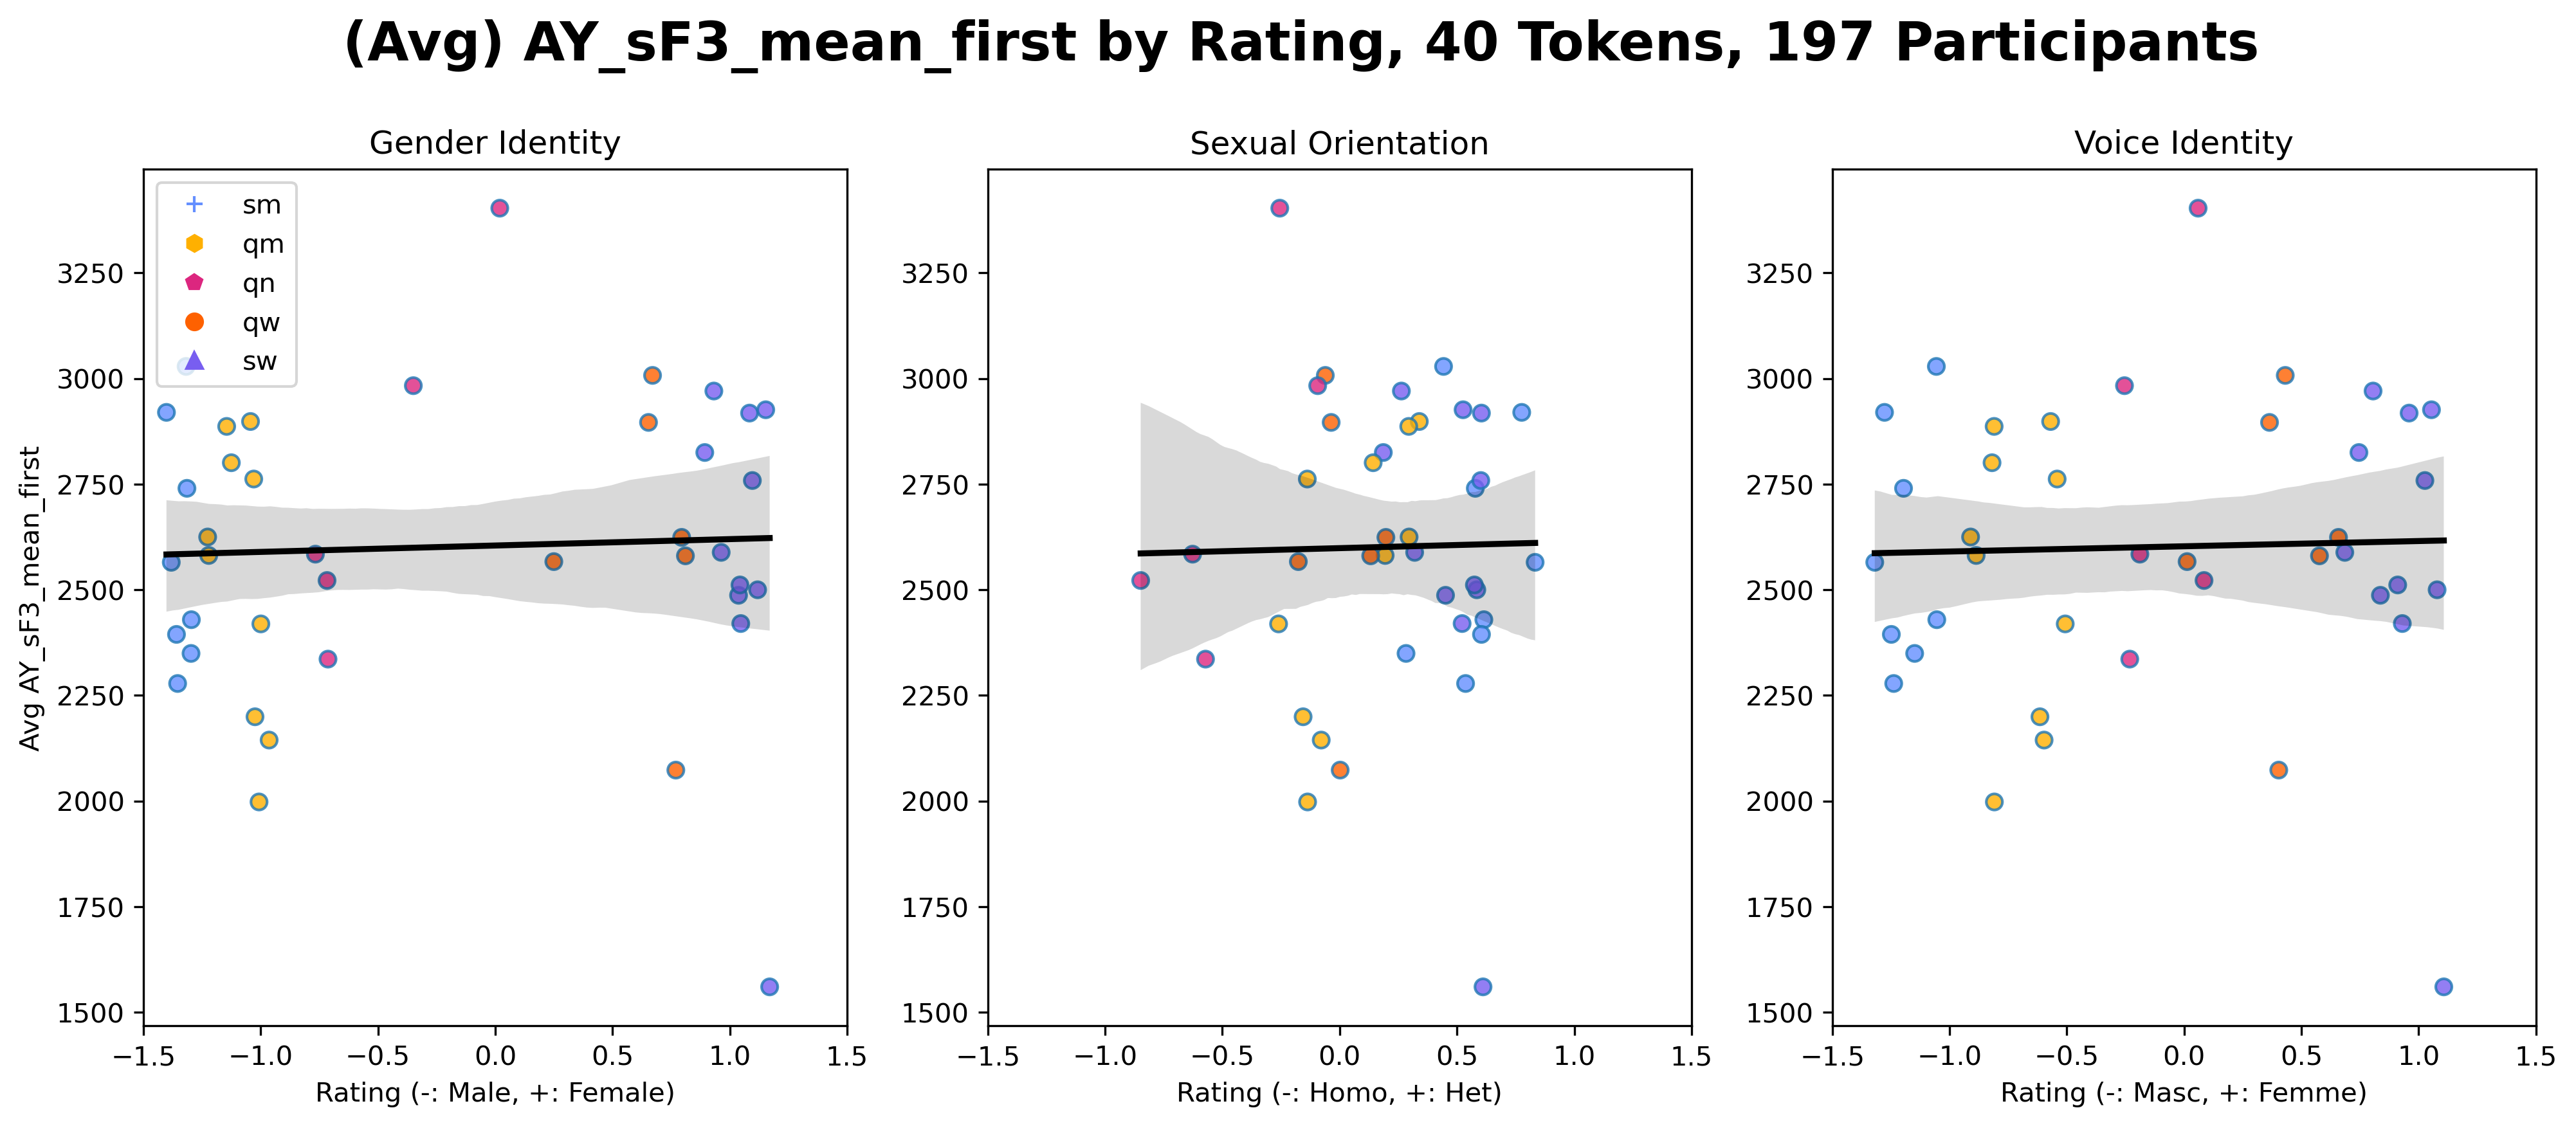 (Avg) AY_sF3_mean_first by Rating, 40 Tokens, 197 Participants
Gender Identity
sm
qm
qn
qw
sw
3250
3000
2750
2500
2250
2000
1750
1500
Avg AY_sF3_mean_first
−1.5 −1.0 −0.5 0.0 0.5 1.0 1.5
Rating (-: Male, +: Female)
Sexual Orientation
3250
3000
2750
2500
2250
2000
1750
1500
−1.5 −1.0 −0.5 0.0 0.5 1.0 1.5
Rating (-: Homo, +: Het)
Voice Identity
3250
3000
2750
2500
2250
2000
1750
1500
−1.5 −1.0 −0.5 0.0 0.5 1.0 1.5
Rating (-: Masc, +: Femme)